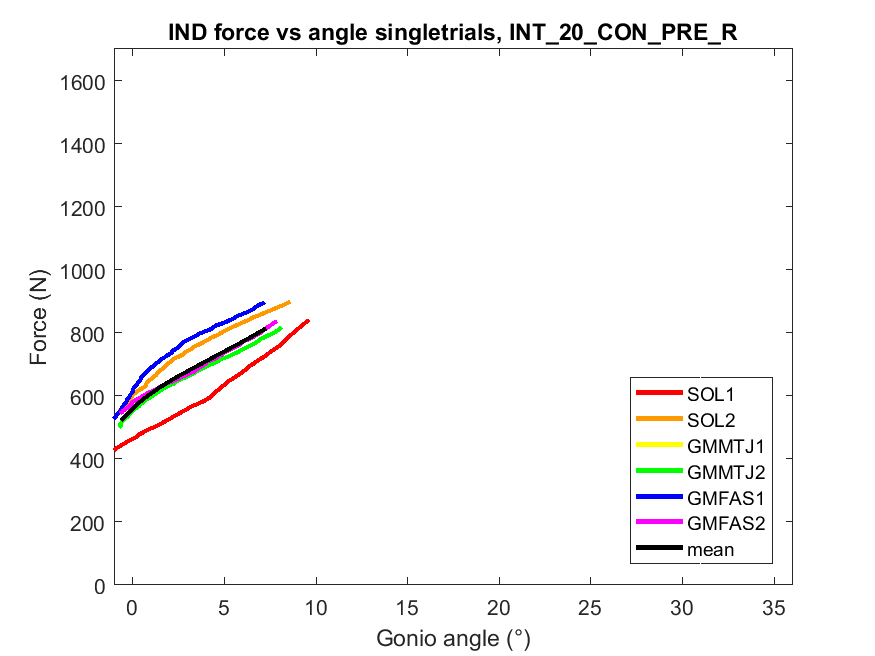 IND force vs angle singletrials, INT_20_CON_PRE_R
Force (N)
1600
1400
1200
1000
800
600
400
200
0
0 5 10 15 20 25 30 35
Gonio angle (°)
SOL1
SOL2
GMMTJ1
GMMTJ2
GMFAS1
GMFAS2
mean